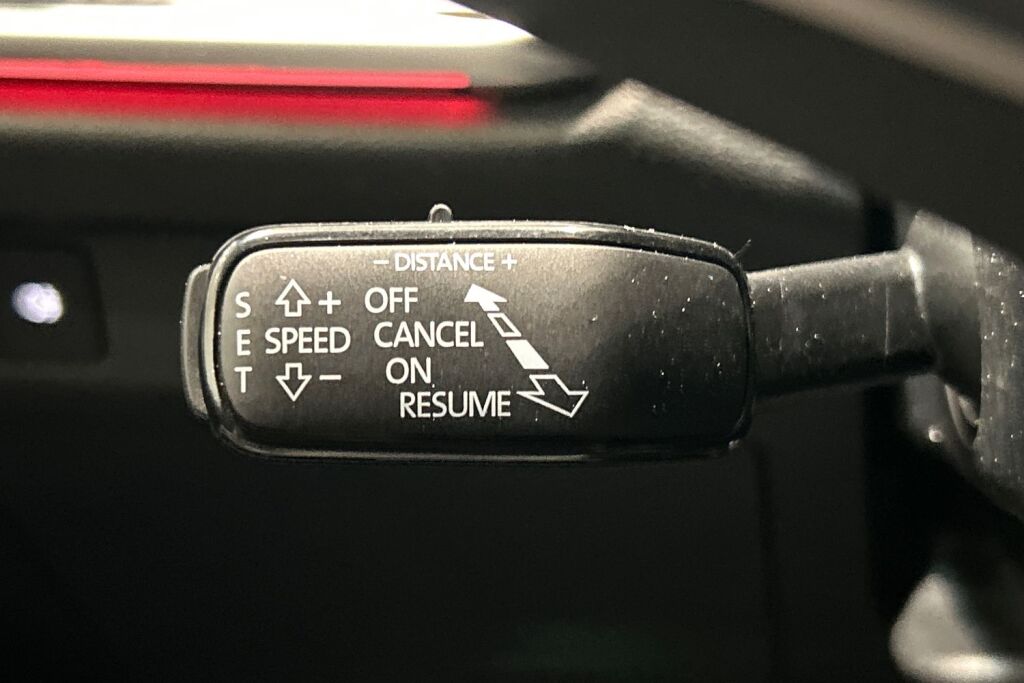 - DISTANCE +
S + OFF
E SPEED CANCEL
T - ON
RESUME